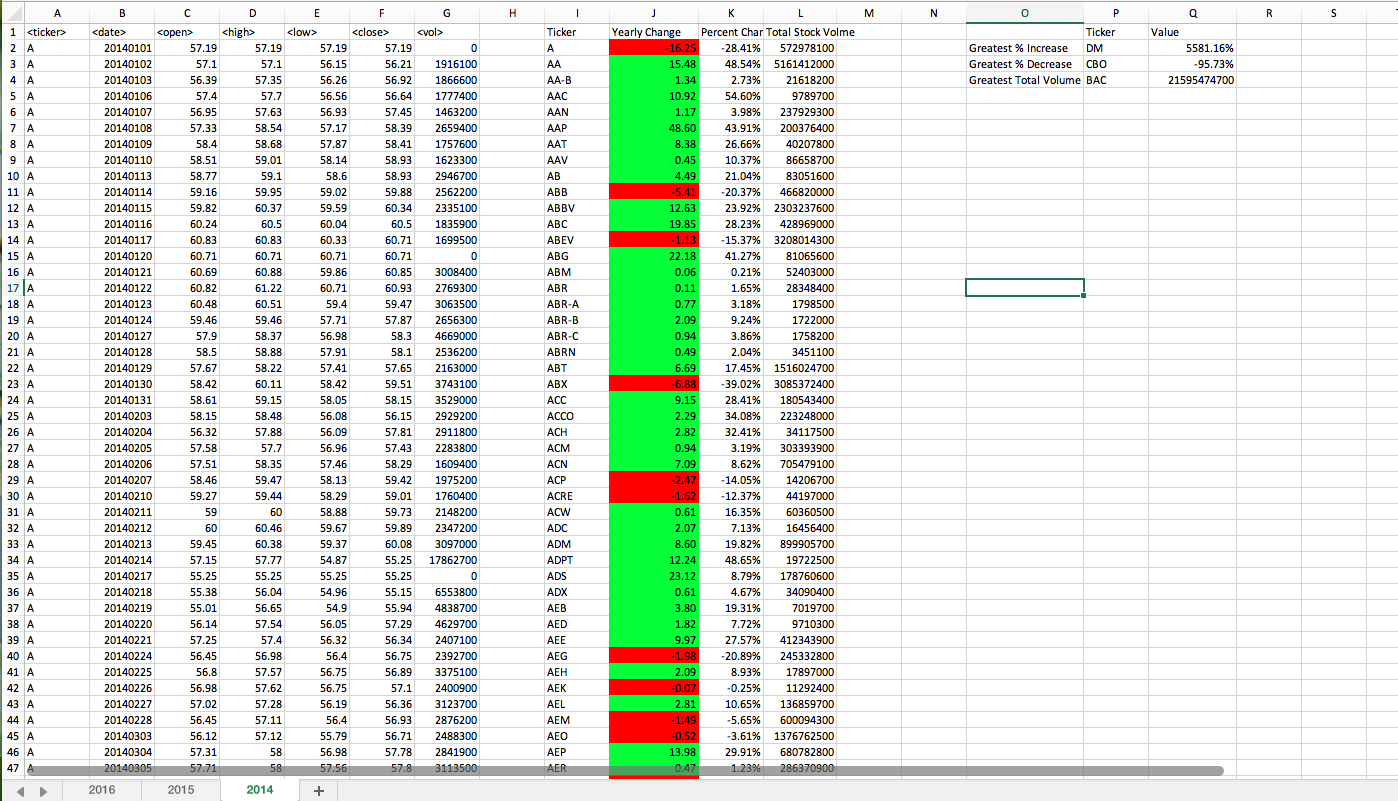 A B C D E F G H I J K L M N O P Q R S
1 <ticker> <date> <open> <high> <low> <close> <vol> Ticker Yearly Change Percent Char Total Stock Volme Ticker Value
2 A 20140101 57.19 57.19 57.19 57.19 0 A -16.25 -28.41% 572978100 Greatest % Increase DM 5581.16%
3 A 20140102 57.1 57.1 56.15 56.21 1916100 AA 15.48 48.54% 5161412000 Greatest % Decrease CBO -95.73%
4 A 20140103 56.39 57.35 56.26 56.92 1866600 AA-B 1.34 2.73% 21618200 Greatest Total Volume BAC 21595474700
5 A 20140106 57.4 57.7 56.56 56.64 1777400 AAC 10.92 54.60% 9789700
6 A 20140107 56.95 57.63 56.93 57.45 1463200 AAN 1.17 3.98% 237929300
7 A 20140108 57.33 58.54 57.17 58.39 2659400 AAP 48.60 43.91% 200376400
8 A 20140109 58.4 58.68 57.87 58.41 1757600 AAT 8.38 26.66% 40207800
9 A 20140110 58.51 59.01 58.14 58.93 1623300 AAV 0.45 10.37% 86658700
10 A 20140113 58.77 59.1 58.6 58.93 2946700 AB 4.49 21.04% 83051600
11 A 20140114 59.16 59.95 59.02 59.88 2562200 ABB -5.41 -20.37% 466820000
12 A 20140115 59.82 60.37 59.59 60.34 2335100 ABBV 12.63 23.92% 2303237600
13 A 20140116 60.24 60.5 60.04 60.5 1835900 ABC 19.85 28.23% 428969000
14 A 20140117 60.83 60.83 60.33 60.71 1699500 ABEV -1.13 -15.37% 3208014300
15 A 20140120 60.71 60.71 60.71 60.71 0 ABG 22.18 41.27% 81065600
16 A 20140121 60.69 60.88 59.86 60.85 3008400 ABM 0.06 0.21% 52403000
17 A 20140122 60.82 61.22 60.71 60.93 2769300 ABR 0.11 1.65% 28348400
18 A 20140123 60.48 60.51 59.4 59.47 3063500 ABR-A 0.77 3.18% 1798500
19 A 20140124 59.46 59.46 57.71 57.87 2656300 ABR-B 2.09 9.24% 1722000
20 A 20140127 57.9 58.37 56.98 58.3 4669000 ABR-C 0.94 3.86% 1758200
21 A 20140128 58.5 58.88 57.91 58.1 2536200 ABRN 0.49 2.04% 3451100
22 A 20140129 57.67 58.22 57.41 57.65 2163000 ABT 6.69 17.45% 1516024700
23 A 20140130 58.42 60.11 58.42 59.51 3743100 ABX -6.88 -39.02% 3085372400
24 A 20140131 58.61 59.15 58.05 58.15 3529000 ACC 9.15 28.41% 180543400
25 A 20140203 58.15 58.48 56.08 56.15 2929200 ACCO 2.29 34.08% 223248000
26 A 20140204 56.32 57.88 56.09 57.81 2911800 ACH 2.82 32.41% 34117500
27 A 20140205 57.58 57.7 56.96 57.43 2283800 ACM 0.94 3.19% 303393900
28 A 20140206 57.51 58.35 57.46 58.29 1609400 ACN 7.09 8.62% 705479100
29 A 20140207 58.46 59.47 58.13 59.42 1975200 ACP -2.47 -14.05% 14206700
30 A 20140210 59.27 59.44 58.29 59.01 1760400 ACRE -1.62 -12.37% 44197000
31 A 20140211 59 60 58.88 59.73 2148200 ACW 0.61 16.35% 60360500
32 A 20140212 60 60.46 59.67 59.89 2347200 ADC 2.07 7.13% 16456400
33 A 20140213 59.45 60.38 59.37 60.08 3097000 ADM 8.60 19.82% 899905700
34 A 20140214 57.15 57.77 54.87 55.25 17862700 ADPT 12.24 48.65% 19722500
35 A 20140217 55.25 55.25 55.25 55.25 0 ADS 23.12 8.79% 178760600
36 A 20140218 55.38 56.04 54.96 55.15 6553800 ADX 0.61 4.67% 34090400
37 A 20140219 55.01 56.65 54.9 55.94 4838700 AEB 3.80 19.31% 7019700
38 A 20140220 56.14 57.54 56.05 57.29 4629700 AED 1.82 7.72% 9710300
39 A 20140221 57.25 57.4 56.32 56.34 2407100 AEE 9.97 27.57% 412343900
40 A 20140224 56.45 56.98 56.4 56.75 2392700 AEG -1.98 -20.89% 245332800
41 A 20140225 56.8 57.57 56.75 56.89 3375100 AEH 2.09 8.93% 17897000
42 A 20140226 56.98 57.62 56.75 57.1 2400900 AEK -0.07 -0.25% 11292400
43 A 20140227 57.02 57.28 56.19 56.36 3123700 AEL 2.81 10.65% 136859700
44 A 20140228 56.45 57.11 56.4 56.93 2876200 AEM -1.49 -5.65% 600094300
45 A 20140303 56.12 57.12 55.79 56.71 2488300 AEO -0.52 -3.61% 1376762500
46 A 20140304 57.31 58 56.98 57.78 2841900 AEP 13.98 29.91% 680782800
47 A 20140305 57.71 58 57.56 57.8 3113500 AER 0.47 1.23% 286370900
2016 2015 2014 +